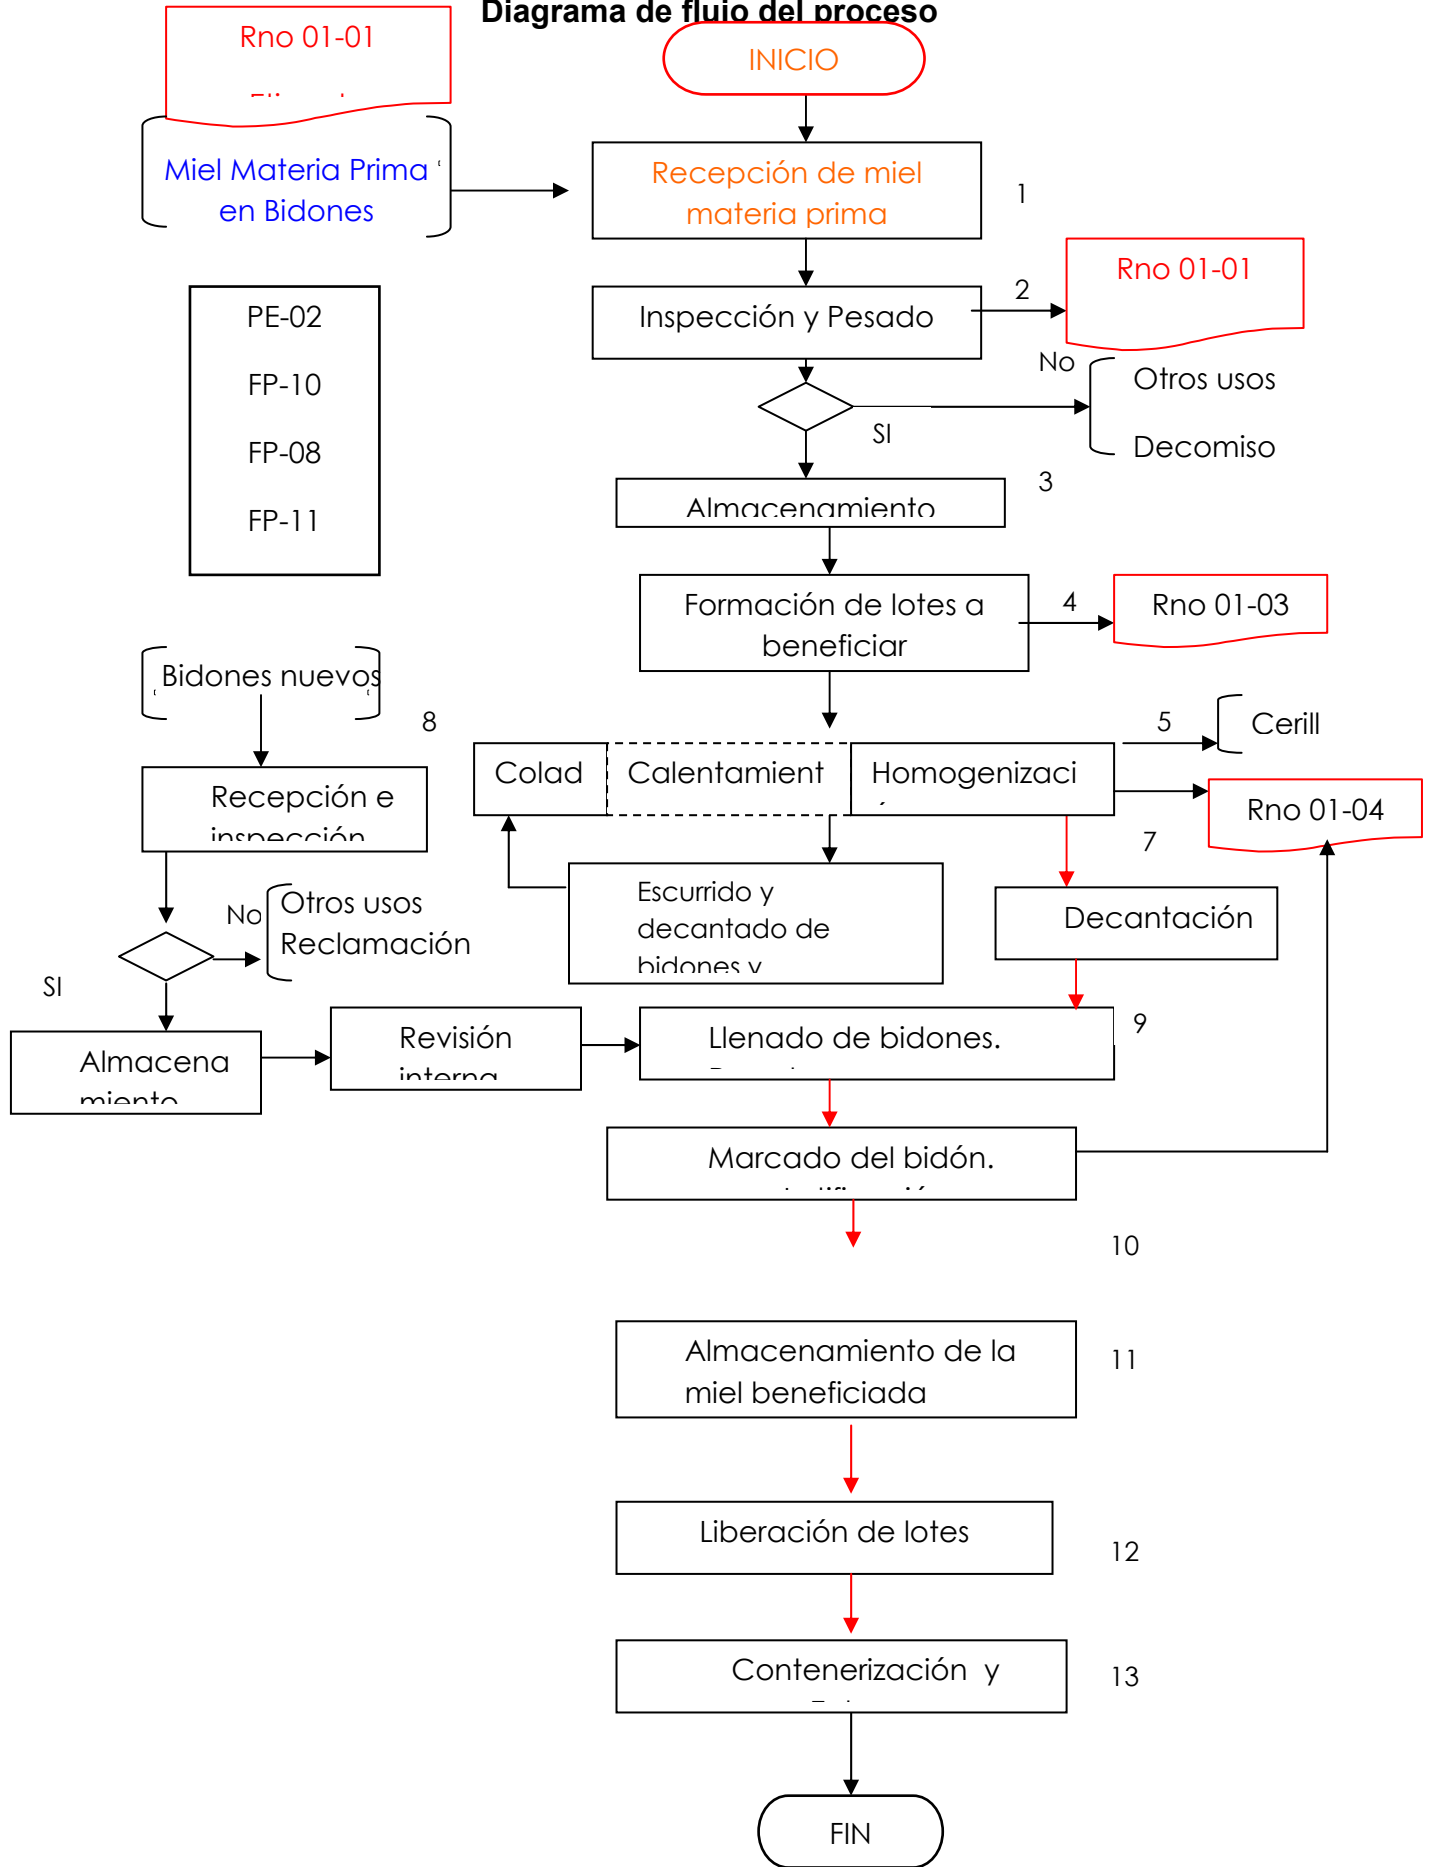 Diagrama de flujo del proceso
Rno 01-01
INICIO
Miel Materia Prima
en Bidones
Recepción de miel
materia prima
1
Rno 01-01
2
Inspección y Pesado
PE-02
FP-10
FP-08
FP-11
No
Otros usos
Decomiso
SI
3
Almacenamiento
Formación de lotes a
beneficiar
4
Rno 01-03
Bidones nuevos
8
5
Cerill
Colad
Calentamient
Homogenizaci
Rno 01-04
Recepción e
inspección
7
Escurrido y
decantado de
bidones y
Decantación
No
Otros usos
Reclamación
SI
Almacena
miento
Revisión
interna
Llenado de bidones.
9
Marcado del bidón.
10
Almacenamiento de la
miel beneficiada
11
Liberación de lotes
12
Contenerización y
13
FIN